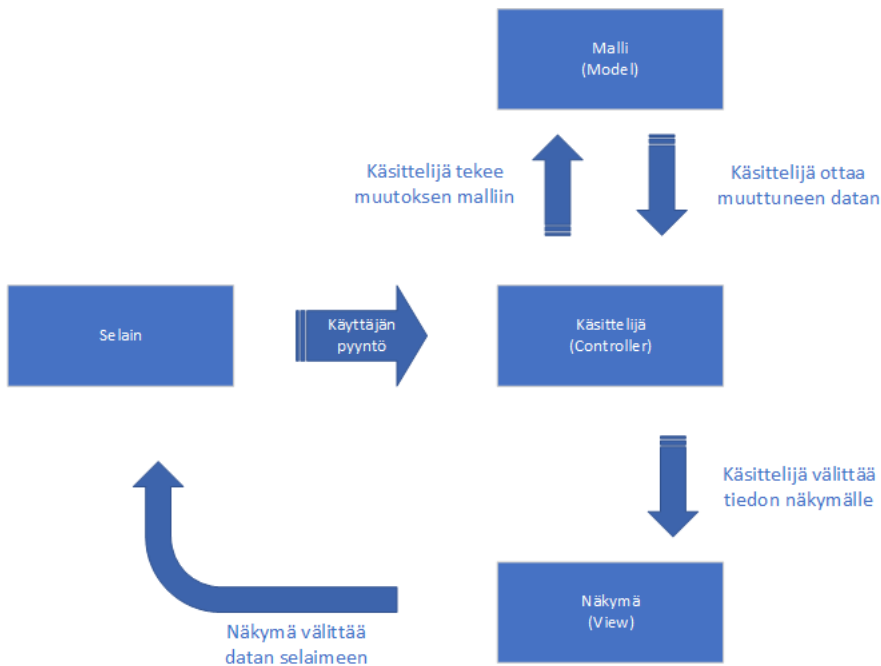 Malli
(Model)
Käsittelijä tekee
muutoksen malliin
Käsittelijä ottaa
muuttuneen datan
Selain
Käyttäjän
pyyntö
Käsittelijä
(Controller)
Käsittelijä välittää
tiedon näkymälle
Näkymä
(View)
Näkymä välittää
datan selaimeen